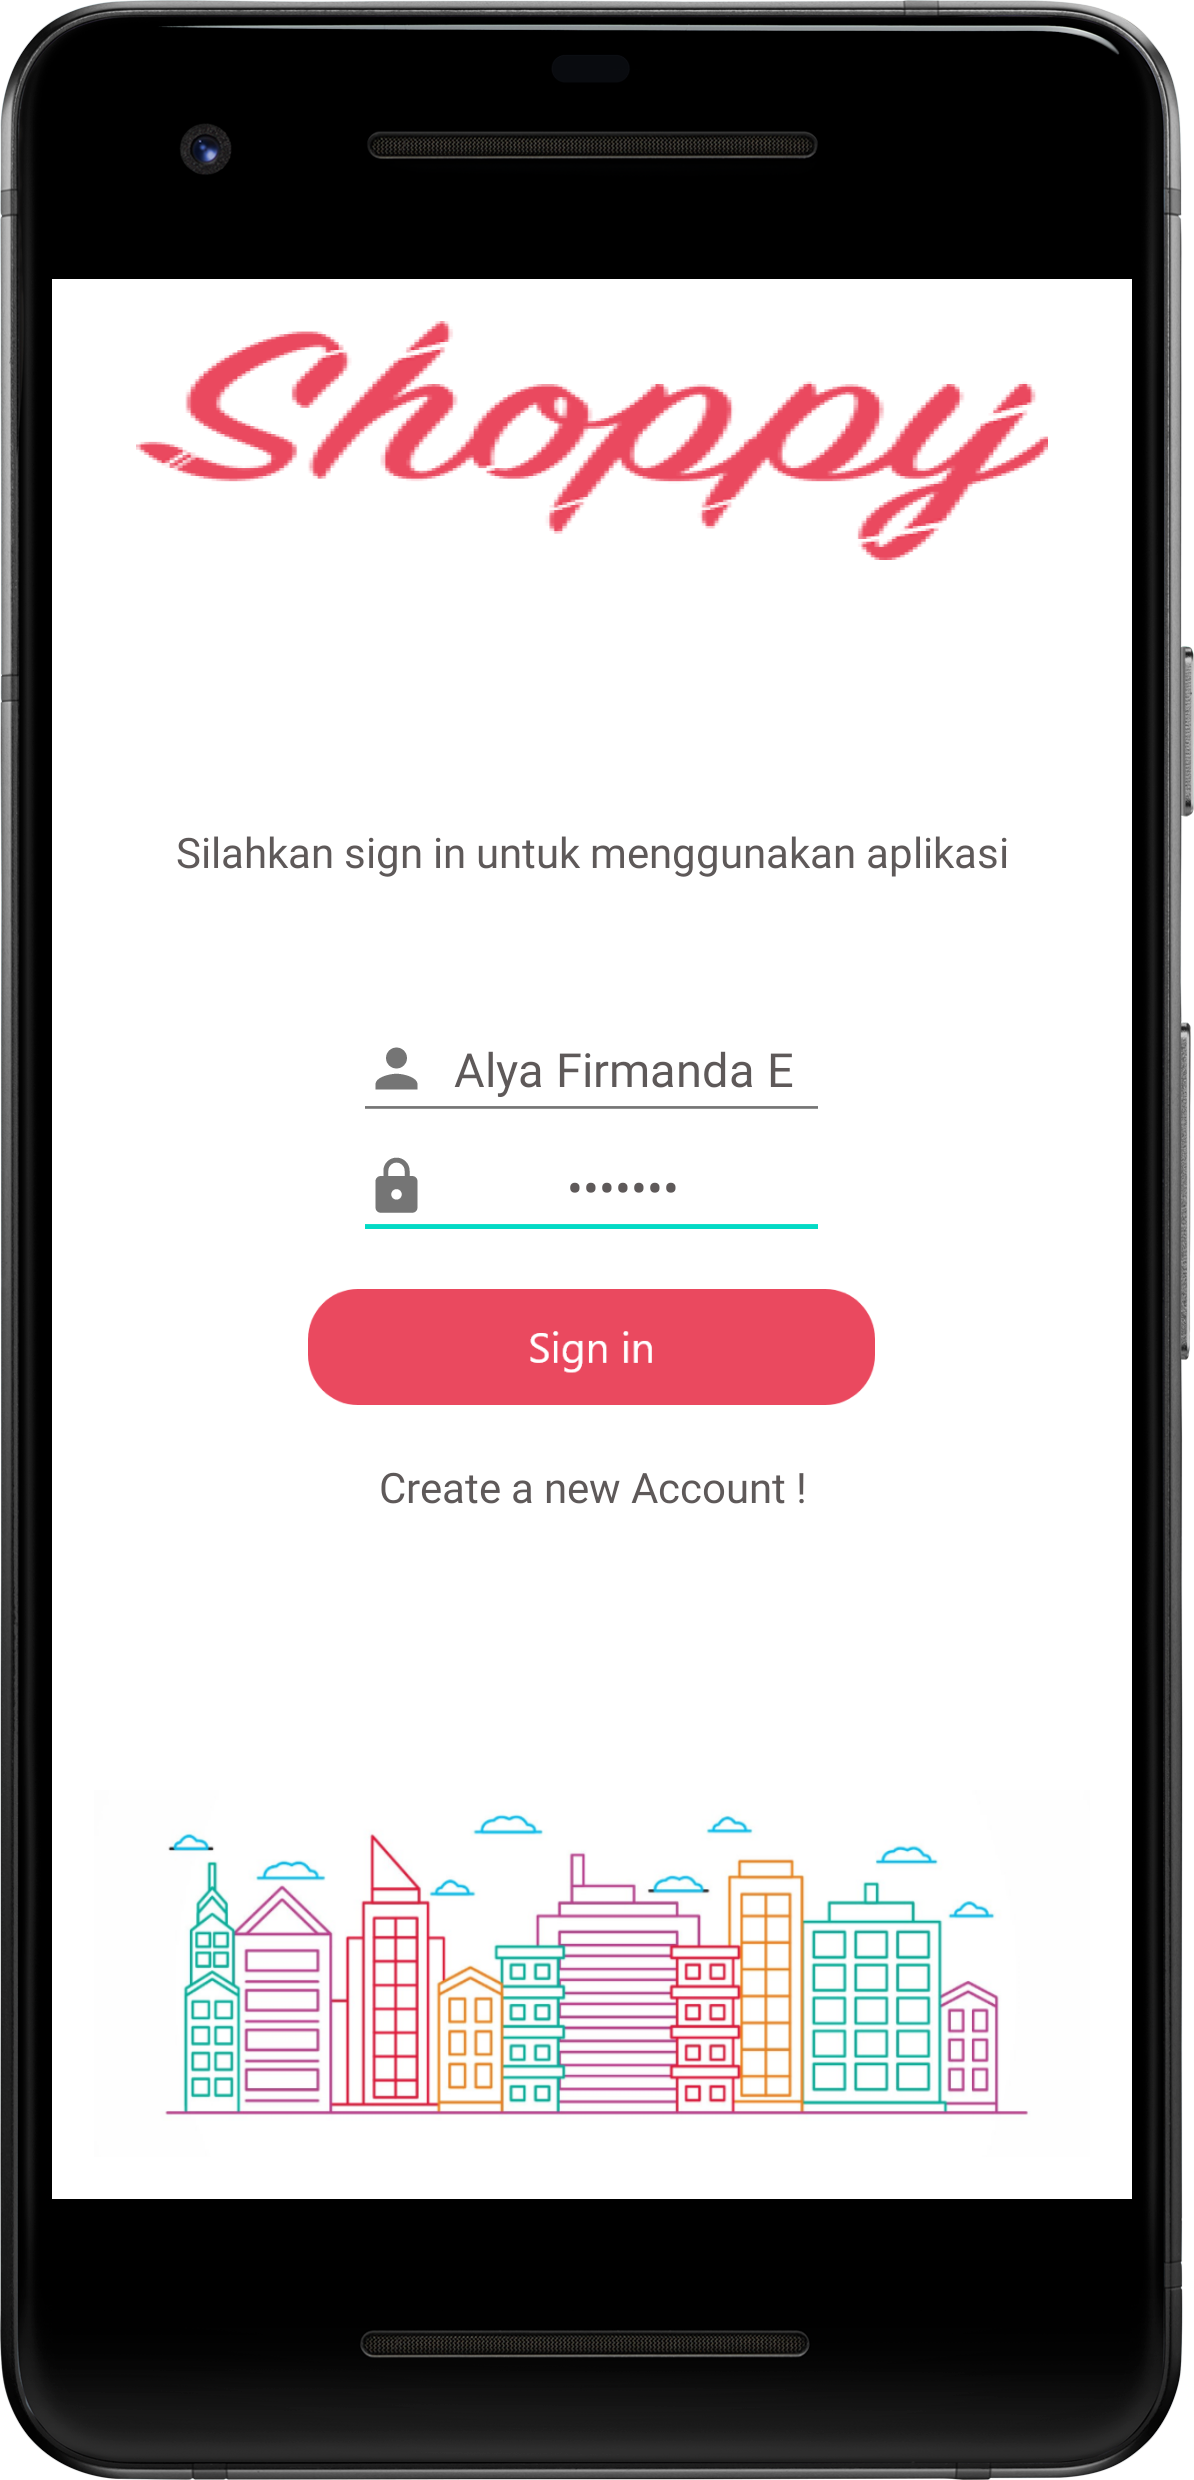 Shoppy
Silahkan sign in untuk menggunakan aplikasi
Alya Firmanda E
•••••••
Sign in
Create a new Account !